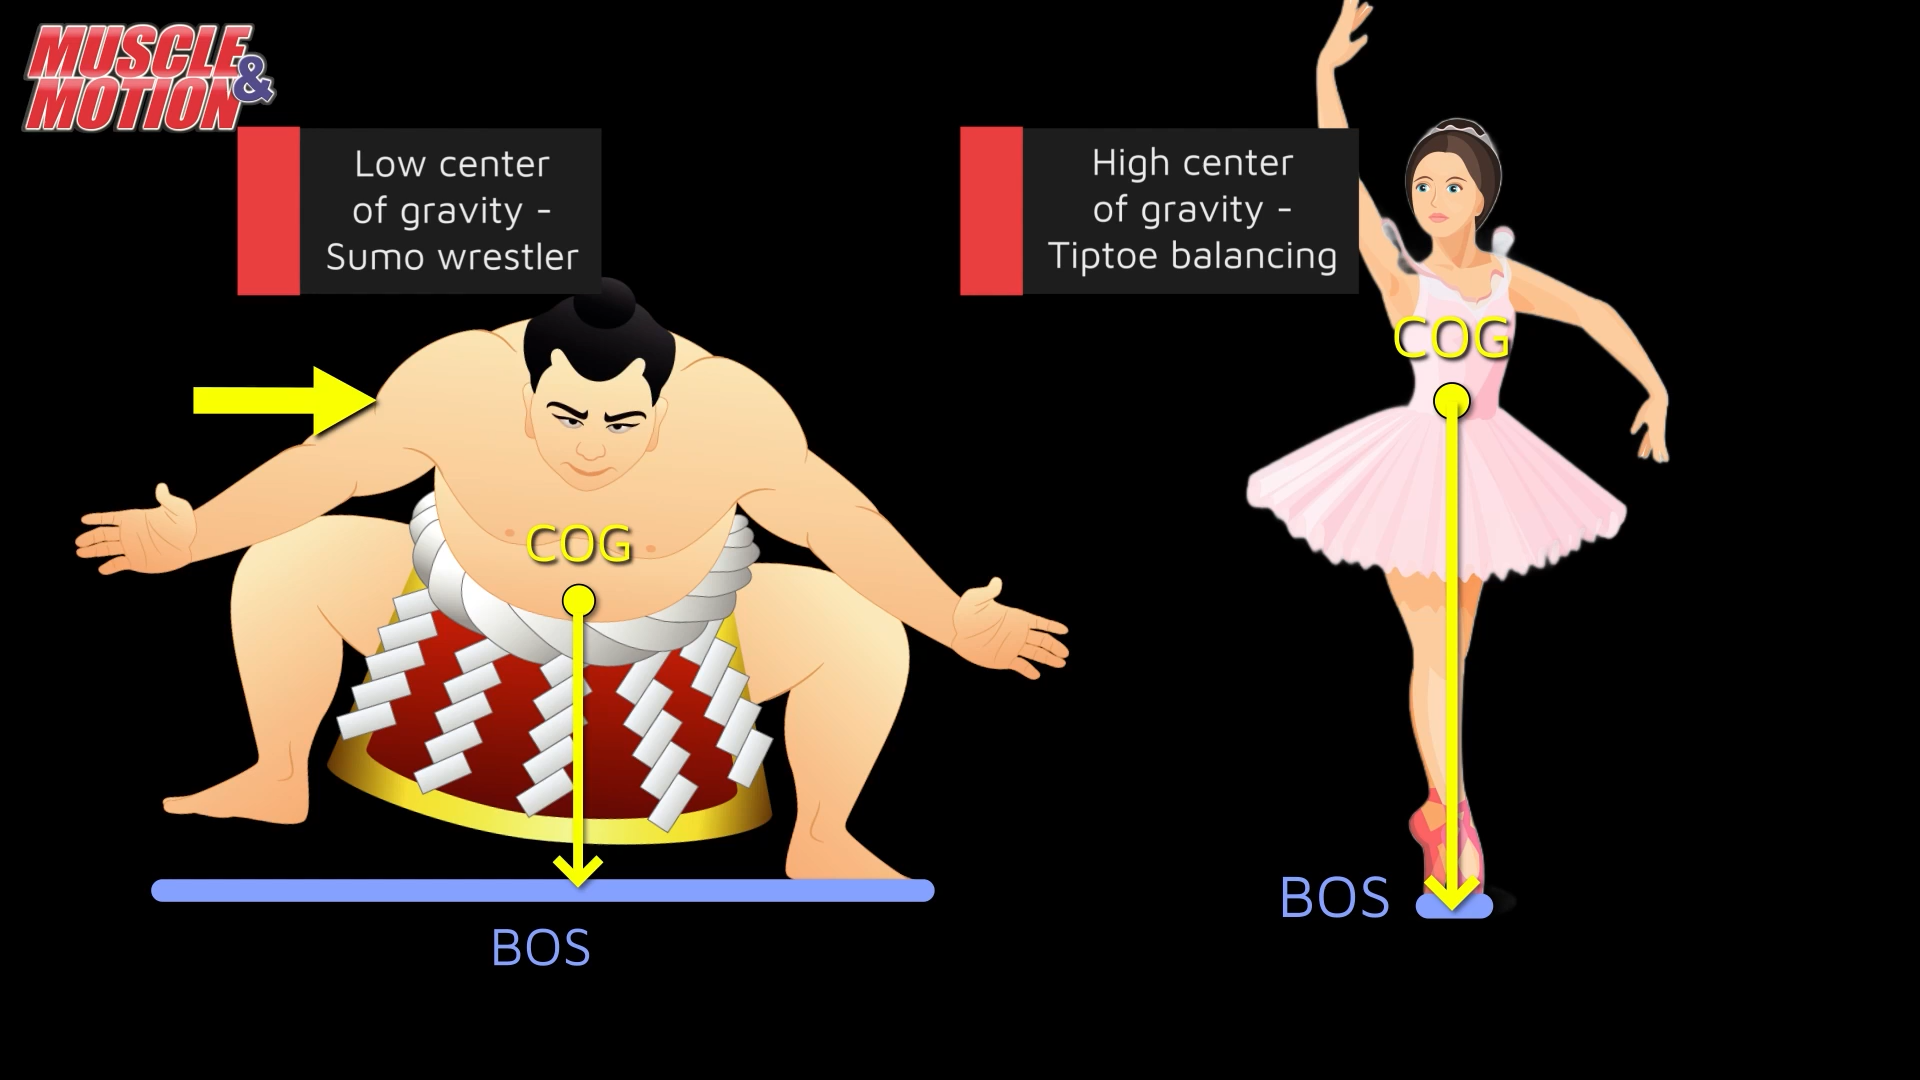 MUSCLE &
MOTION
Low center
of gravity -
Sumo wrestler
High center
of gravity -
Tiptoe balancing
COG
COG
BOS
BOS